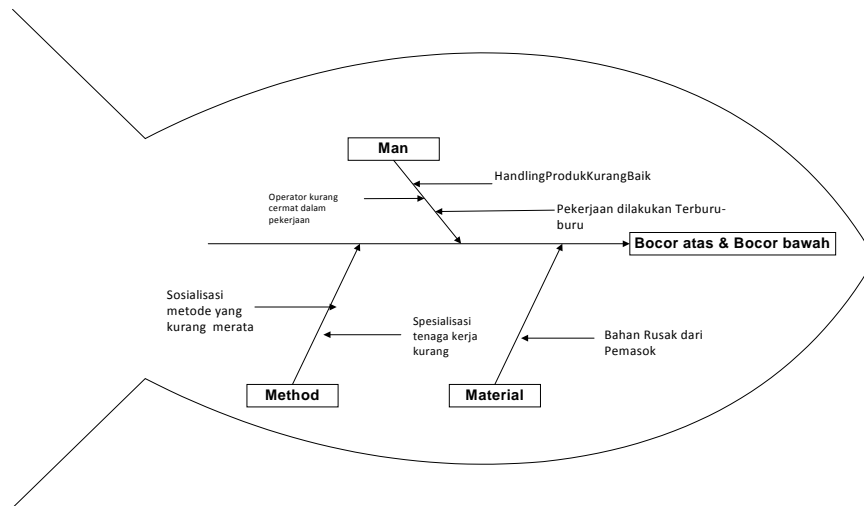 Man
HandlingProdukKurangBaik
Operator kurang
cermat dalam
pekerjaan
Pekerjaan dilakukan Terburu-
buru
Bocor atas & Bocor bawah
Sosialisasi
metode yang
kurang merata
Spesialisasi
tenaga kerja
kurang
Bahan Rusak dari
Pemasok
Method
Material